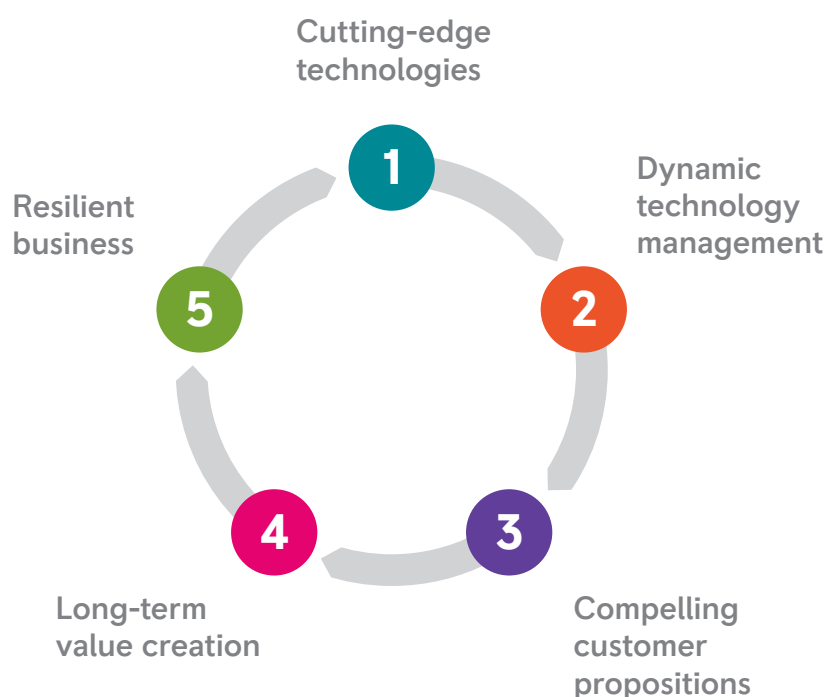 Cutting-edge
technologies
1
Dynamic
technology
management
2
Compelling
customer
propositions
3
Long-term
value creation
4
Resilient
business
5